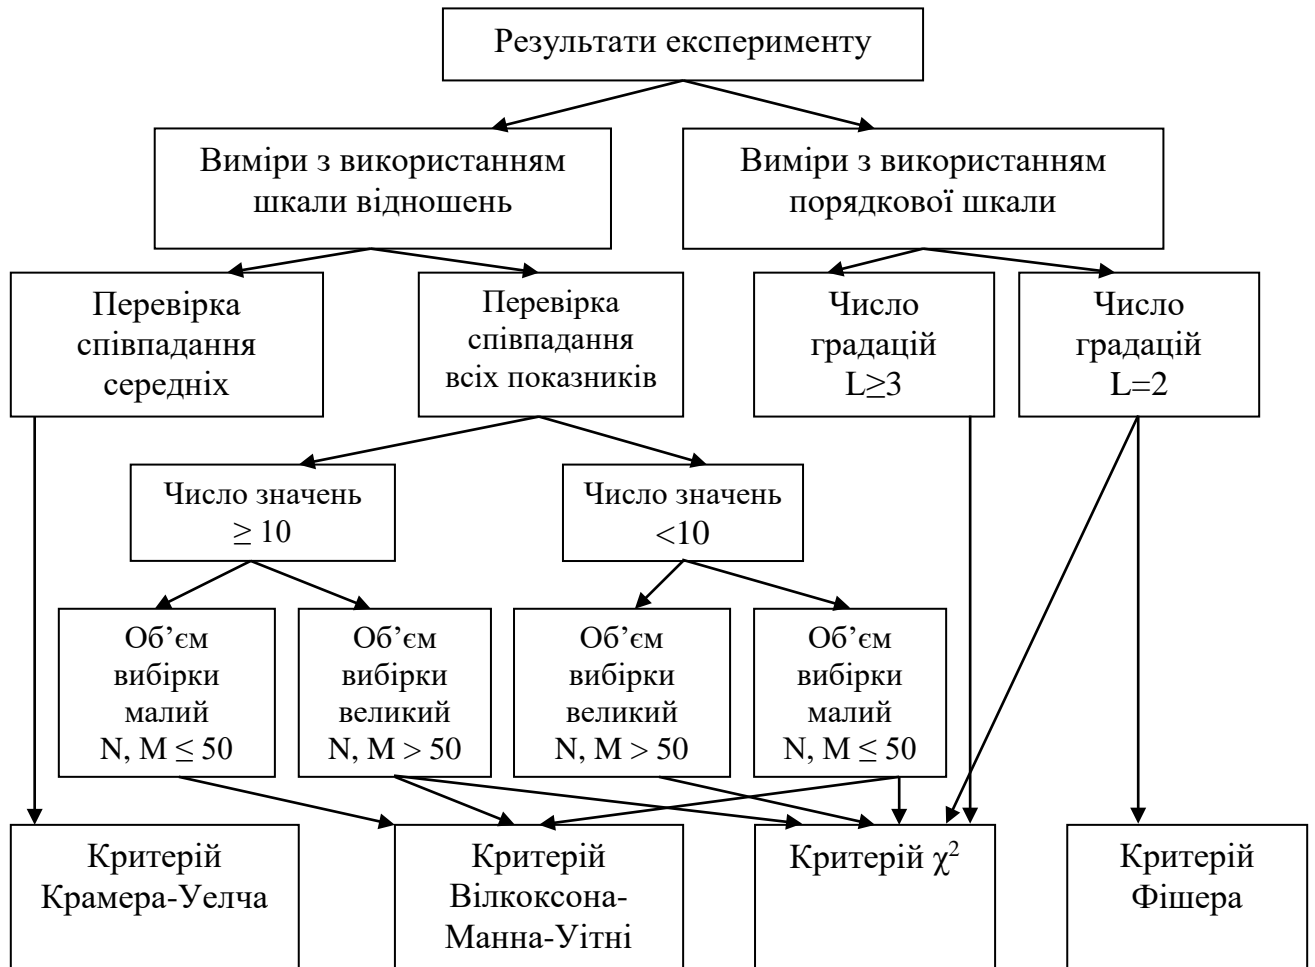 Результати експерименту
Виміри з використанням
шкали відношень
Виміри з використанням
порядкової шкали
Перевірка
співпадання
середніх
Перевірка
співпадання
всіх показників
Число
градацій
L≥3
Число
градацій
L=2
Число значень
≥ 10
Число значень
<10
Об’єм
вибірки
малий
N, M ≤ 50
Об’єм
вибірки
великий
N, M > 50
Об’єм
вибірки
великий
N, M > 50
Об’єм
вибірки
малий
N, M ≤ 50
Критерій
Крамера-Уелча
Критерій
Вілкоксона-
Манна-Уітні
Критерій χ²
Критерій
Фішера